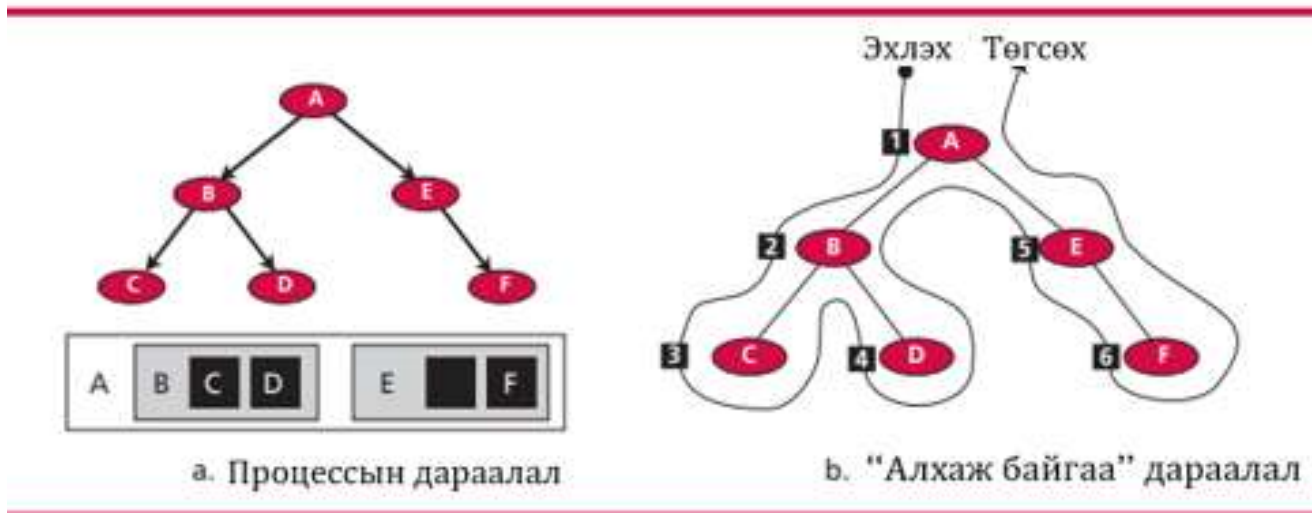 A
B
E
C
D
F
A B C D E F
a. Процессын дараалал
Эхлэх Төгсөх
1 A
2 B 5 E
3 C 4 D 6 F
b. “Алхаж байгаа” дараалал